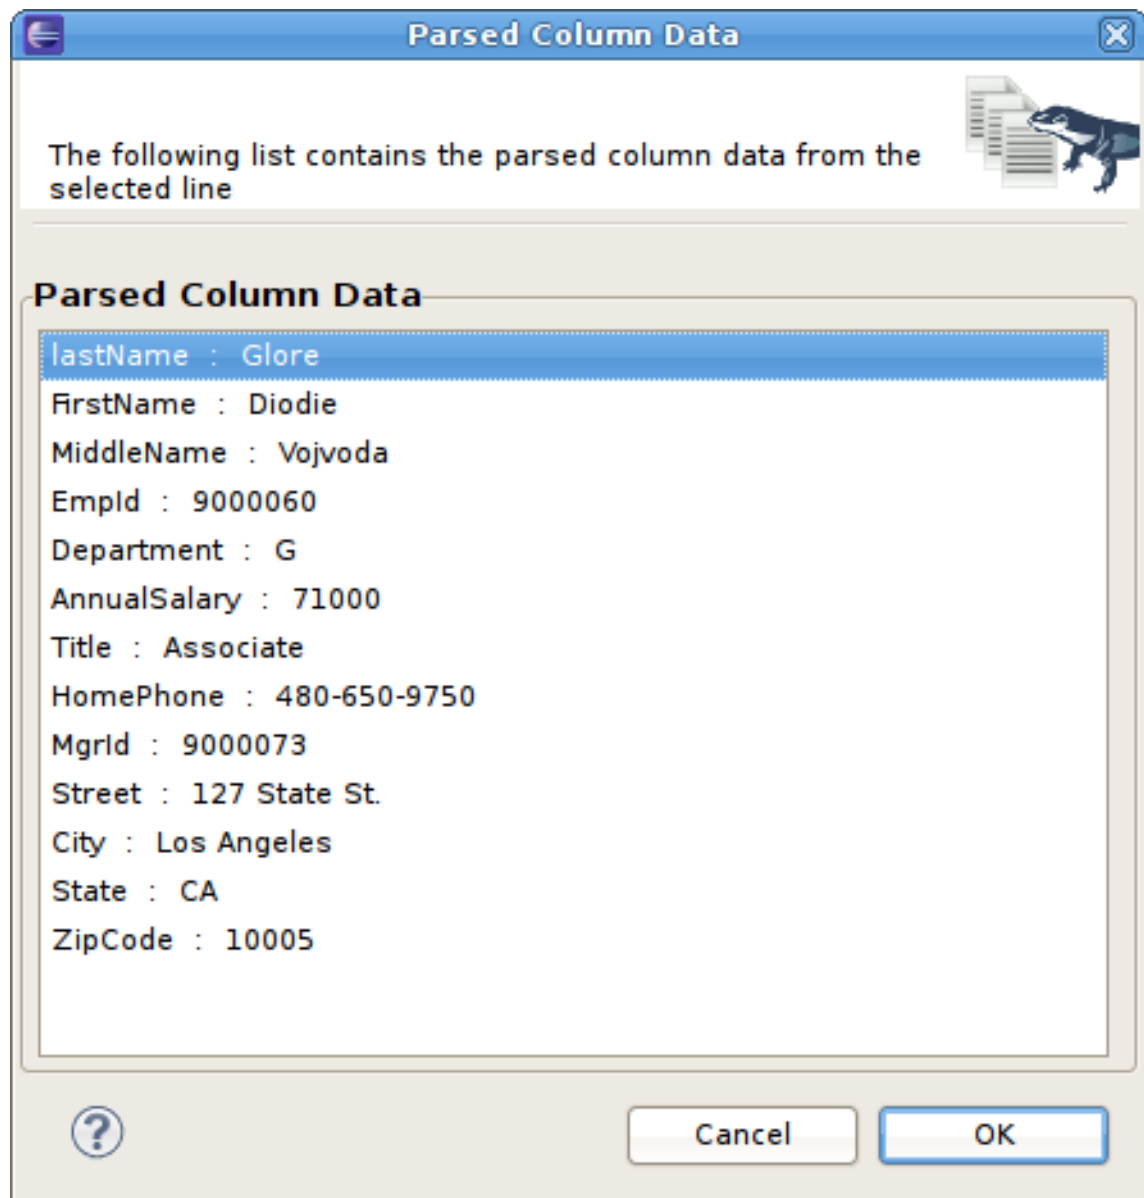 Parsed Column Data
The following list contains the parsed column data from the
selected line
Parsed Column Data
lastName : Glore
FirstName : Diodie
MiddleName : Vojvoda
EmpId : 9000060
Department : G
AnnualSalary : 71000
Title : Associate
HomePhone : 480-650-9750
MgrId : 9000073
Street : 127 State St.
City : Los Angeles
State : CA
ZipCode : 10005
?
Cancel
OK